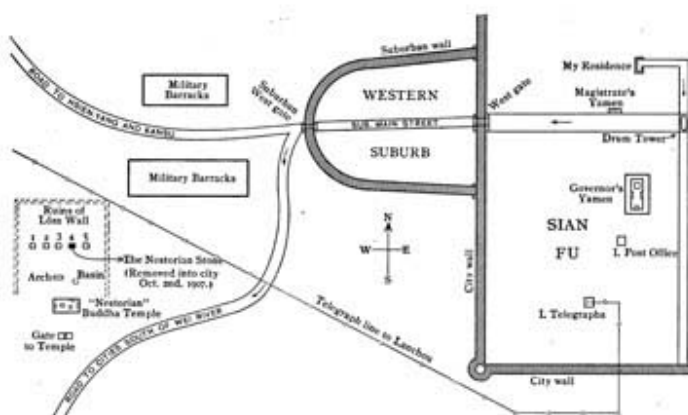 Suburban wall
My Residence
ROAD TO HSIEN-YANG AND KANSU
Military
Barracks
Suburban
West gate
WESTERN
West gate
Magistrate's
Yamen
SUB. MAIN STREET
Drum Tower
SUBURB
Military Barracks
Governor's
Yamen
Ruins of
Löss Wall
1 2 3 4 5
N
W E
S
SIAN
FU
The Nestorian Stone
(Removed into city
Oct. 2nd, 1907.)
I. Post Office
Arches
Basin
City wall
"Nestorian"
Buddha Temple
Telegraph line to Lanchou
I. Telegraphs
Gate
to Temple
ROAD TO CITIES SOUTH OF WEI RIVER
City wall